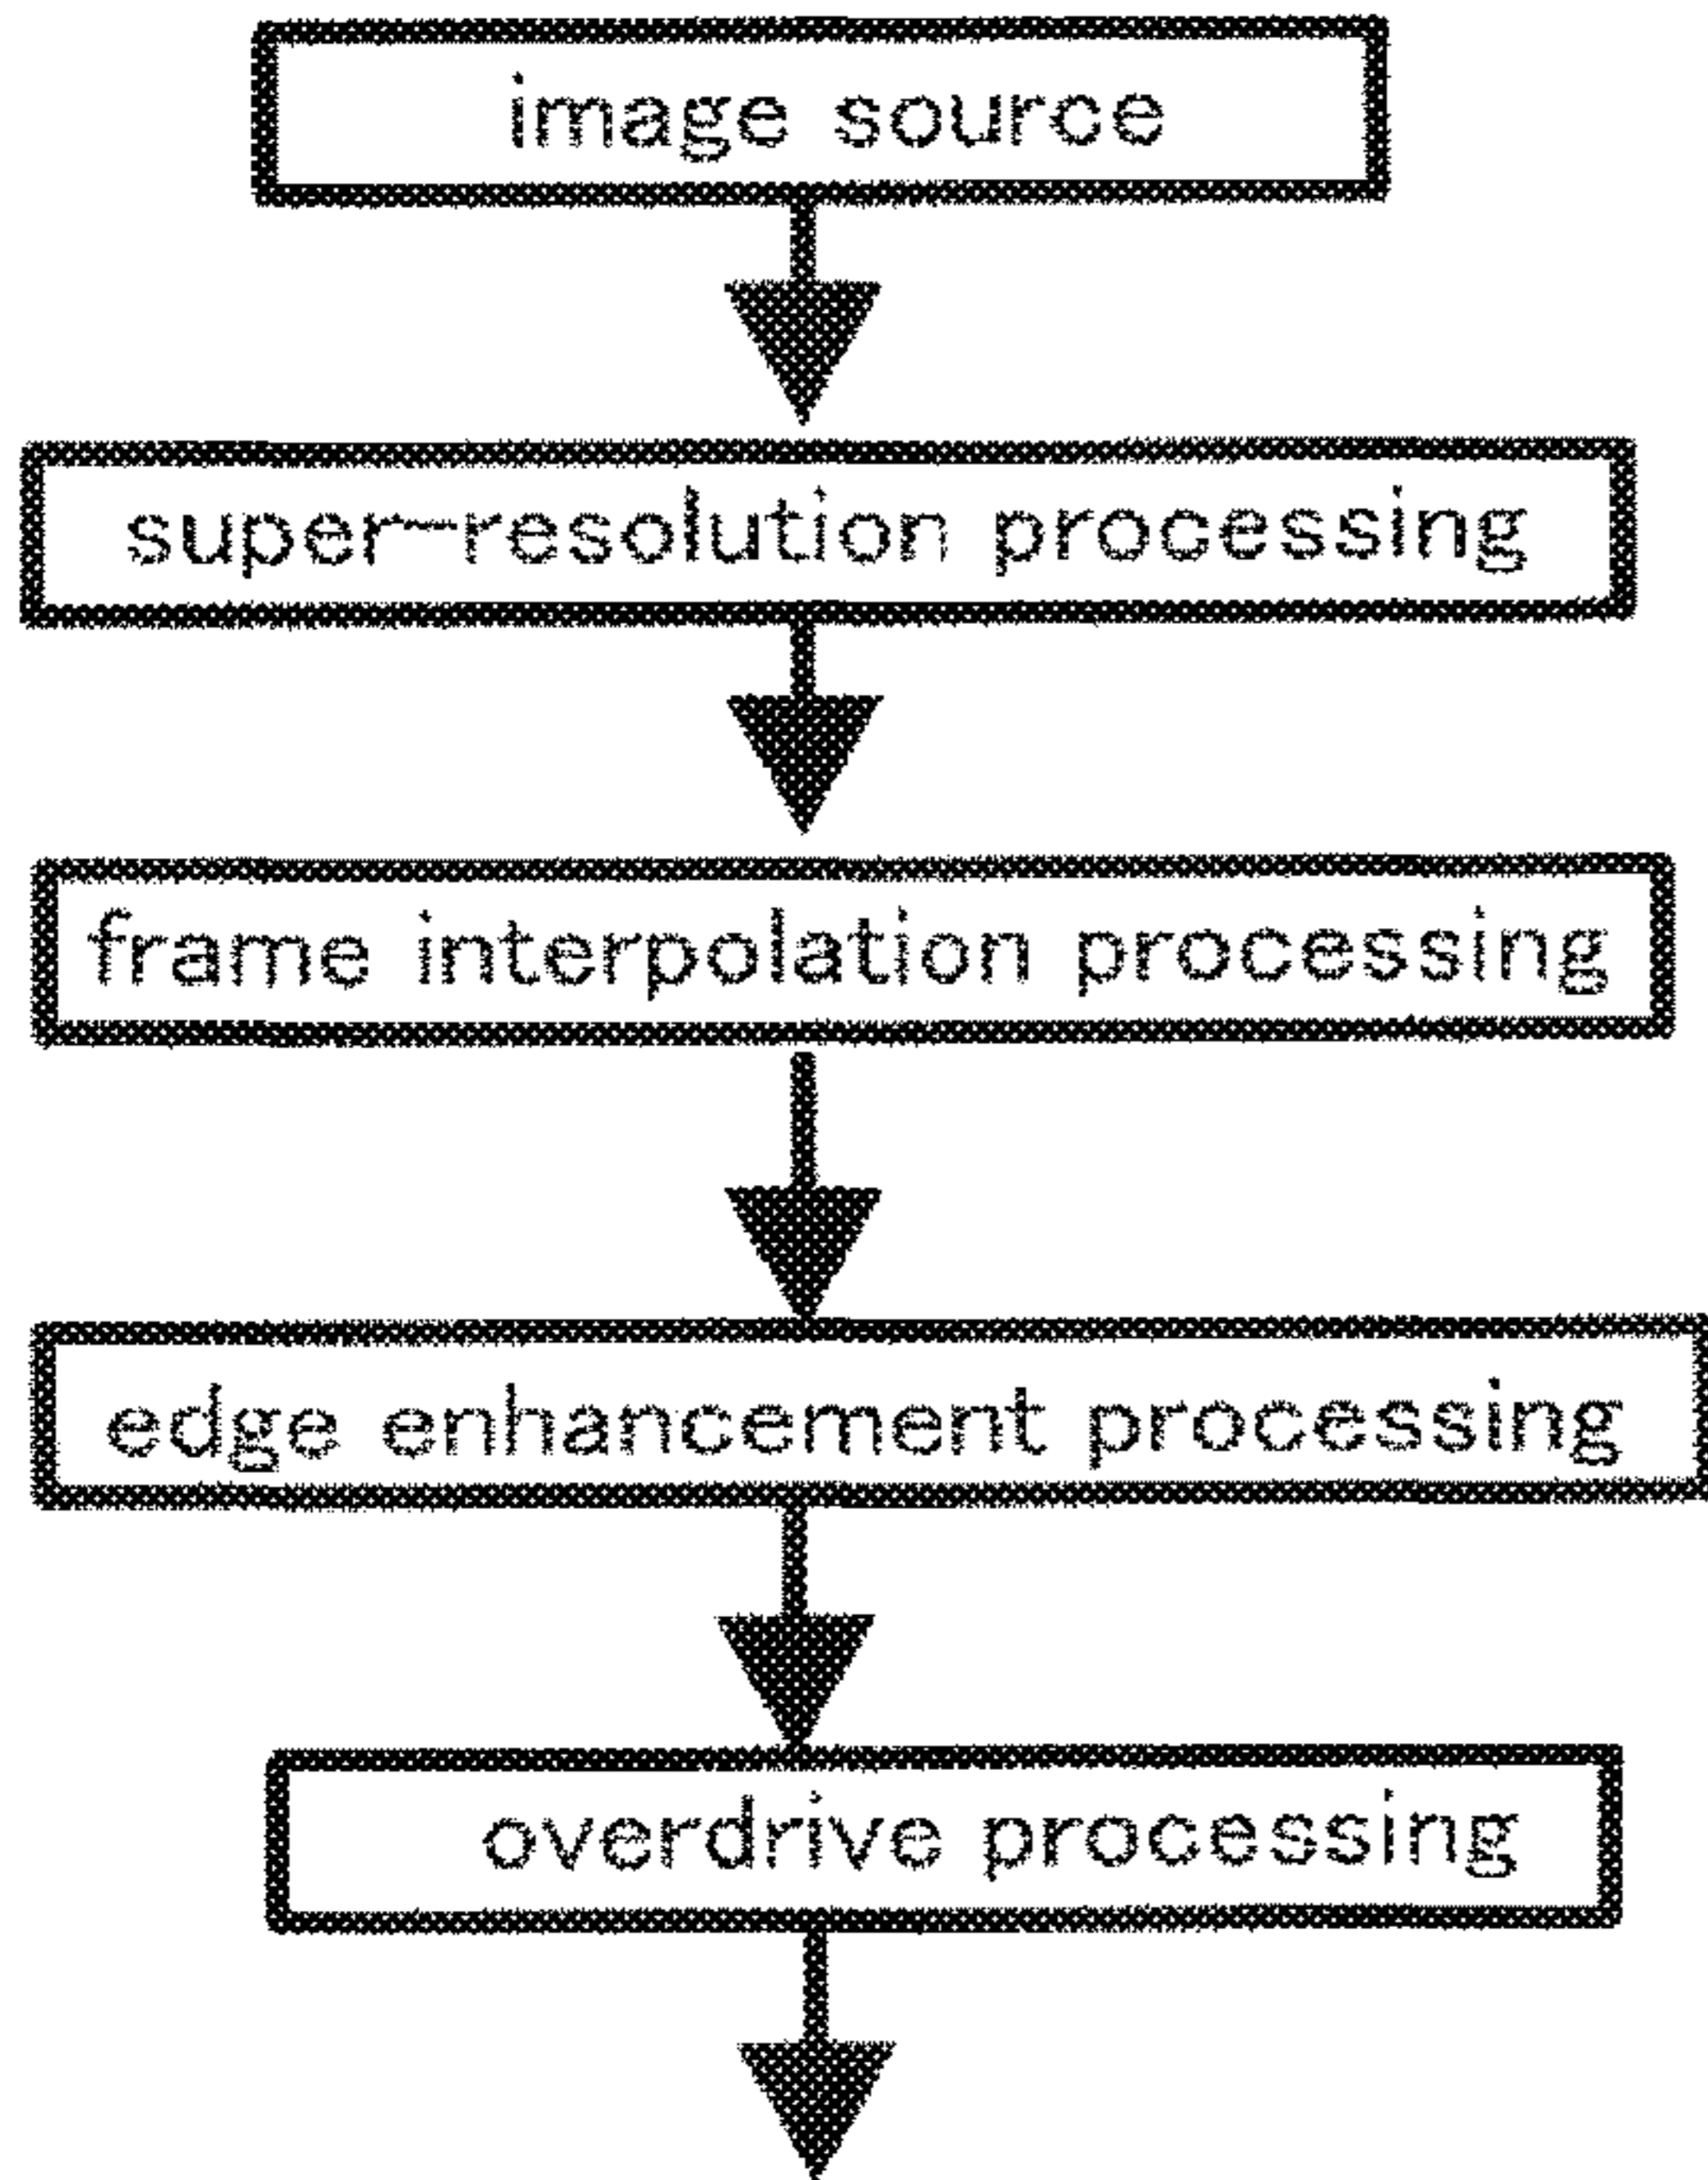 image source
super-resolution processing
frame interpolation processing
edge enhancement processing
overdrive processing